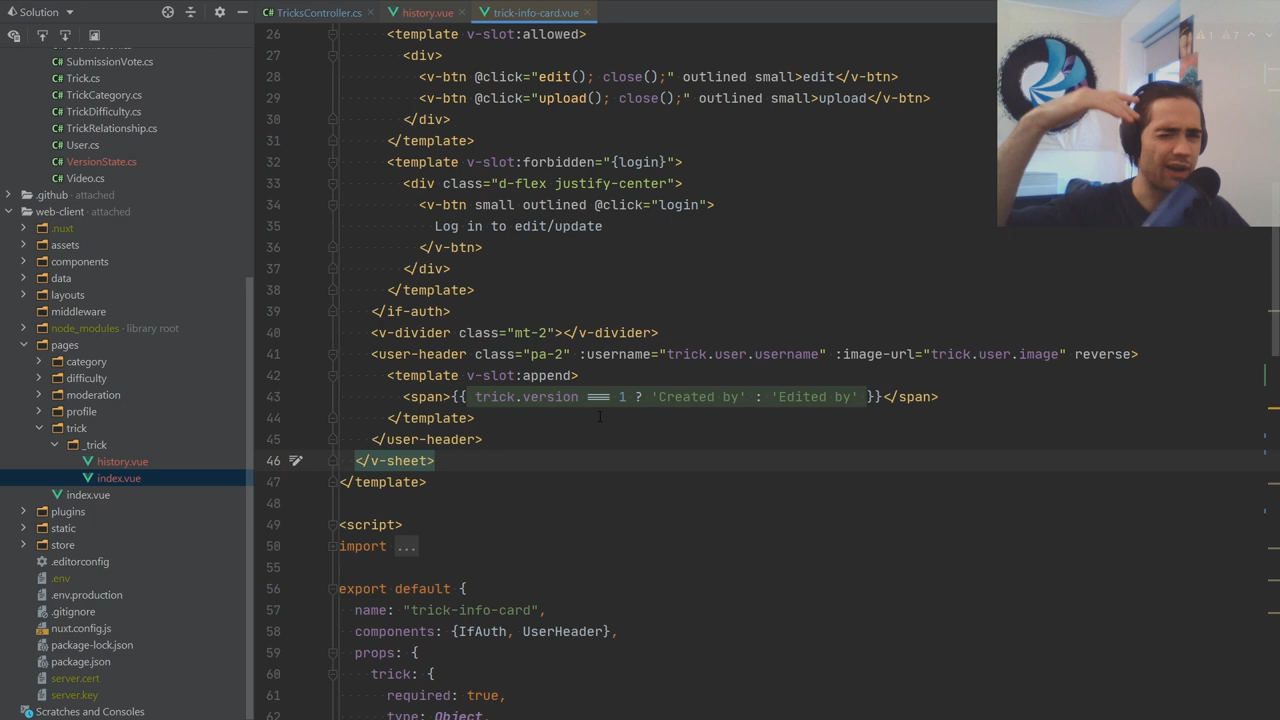 Solution
TricksController.cs
history.vue
trick-info-card.vue
SubmissionVote.cs
Trick.cs
TrickCategory.cs
TrickDifficulty.cs
TrickRelationship.cs
User.cs
VersionState.cs
Video.cs
.github attached
web-client attached
.nuxt
assets
components
data
layouts
middleware
node_modules library root
pages
category
difficulty
moderation
profile
trick
_trick
history.vue
index.vue
index.vue
plugins
static
store
.editorconfig
.env
.env.production
.gitignore
nuxt.config.js
package-lock.json
package.json
server.cert
server.key
Scratches and Consoles
1 7
26 <template v-slot:allowed>
27 <div>
28 <v-btn @click="edit(); close();" outlined small>edit</v-btn>
29 <v-btn @click="upload(); close();" outlined small>upload</v-btn>
30 </div>
31 </template>
32 <template v-slot:forbidden="{login}">
33 <div class="d-flex justify-center">
34 <v-btn small outlined @click="login">
35 Log in to edit/update
36 </v-btn>
37 </div>
38 </template>
39 </if-auth>
40 <v-divider class="mt-2"></v-divider>
41 <user-header class="pa-2" :username="trick.user.username" :image-url="trick.user.image" reverse>
42 <template v-slot:append>
43 <span>{{ trick.version === 1 ? 'Created by' : 'Edited by' }}</span>
44 </template>
45 </user-header>
46 </v-sheet>
47 </template>
48
49 <script>
50 import ...
55
56 export default {
57 name: "trick-info-card",
58 components: {IfAuth, UserHeader},
59 props: {
60 trick: {
61 required: true,
62 type: Object,